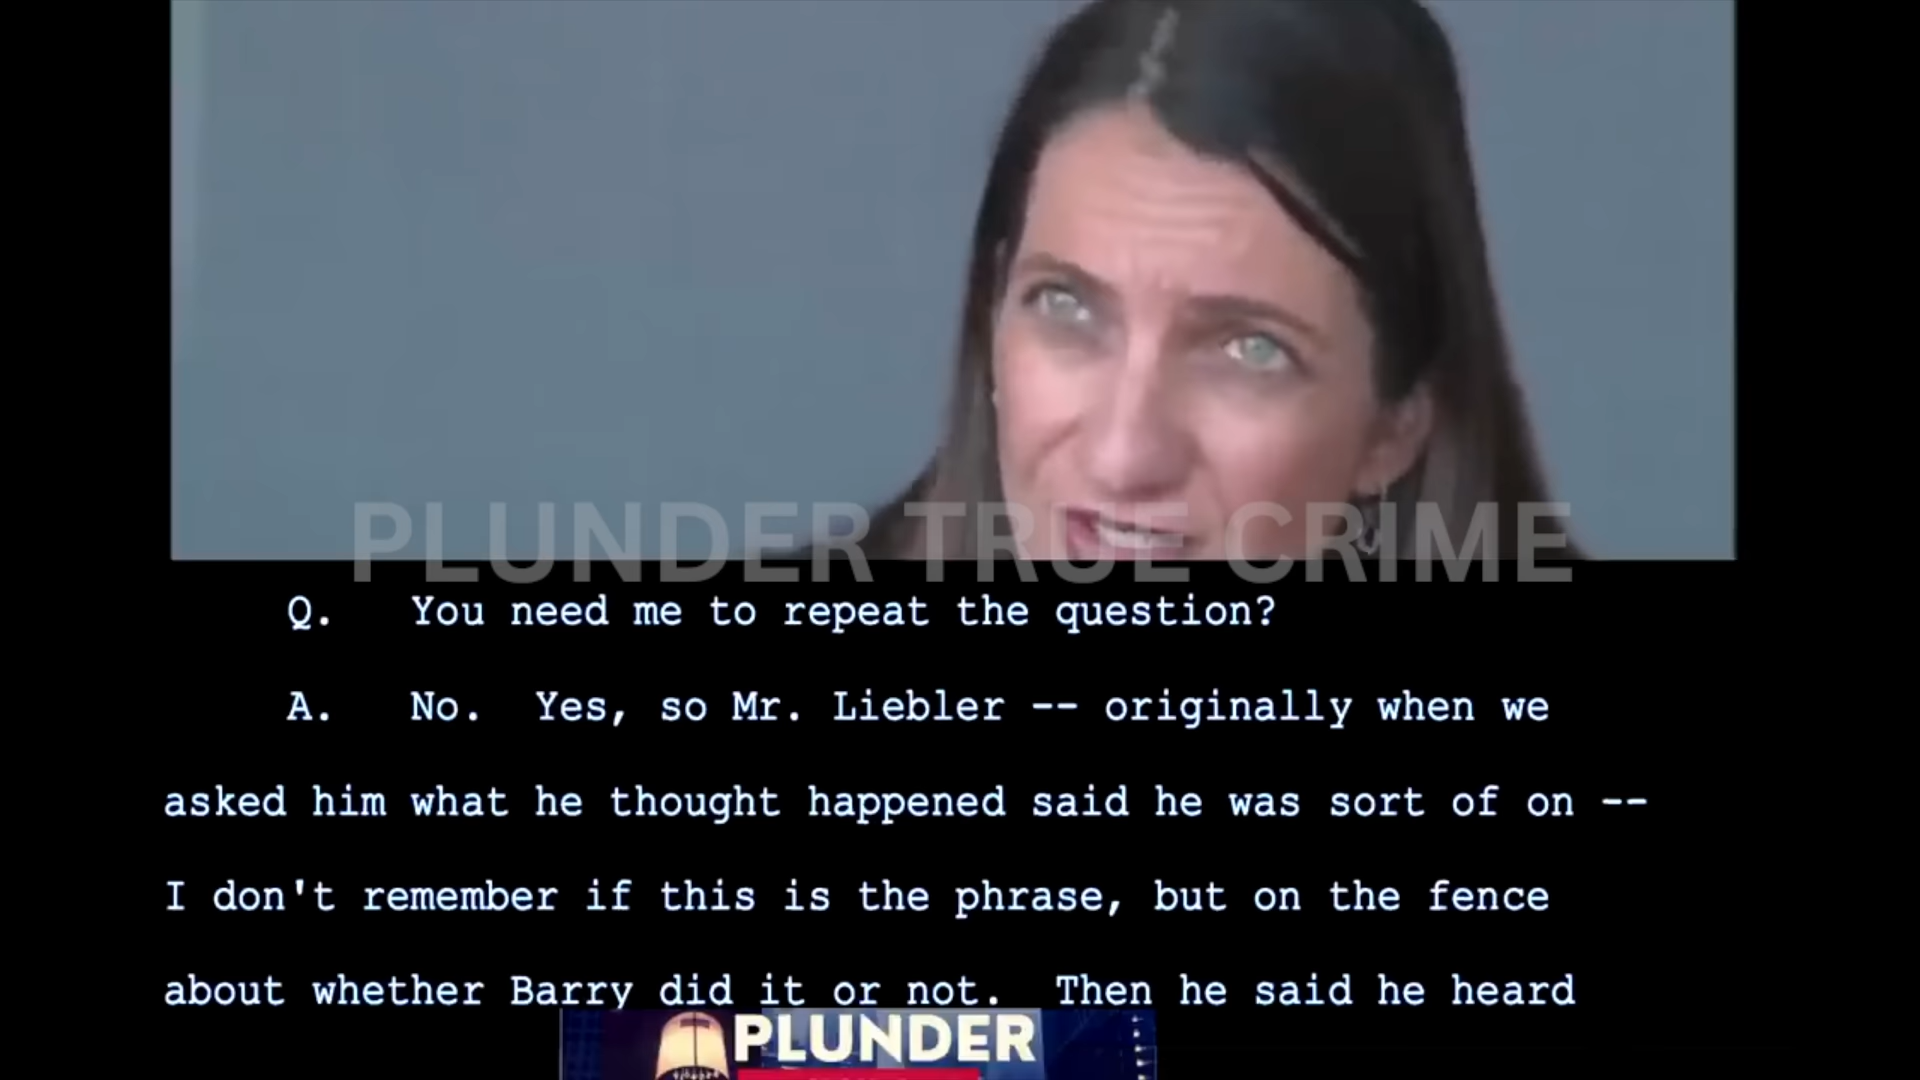 PLUNDER TRUE CRIME
Q. You need me to repeat the question?
A. No. Yes, so Mr. Liebler -- originally when we
asked him what he thought happened said he was sort of on --
I don't remember if this is the phrase, but on the fence
about whether Barry did it or not. Then he said he heard
PLUNDER